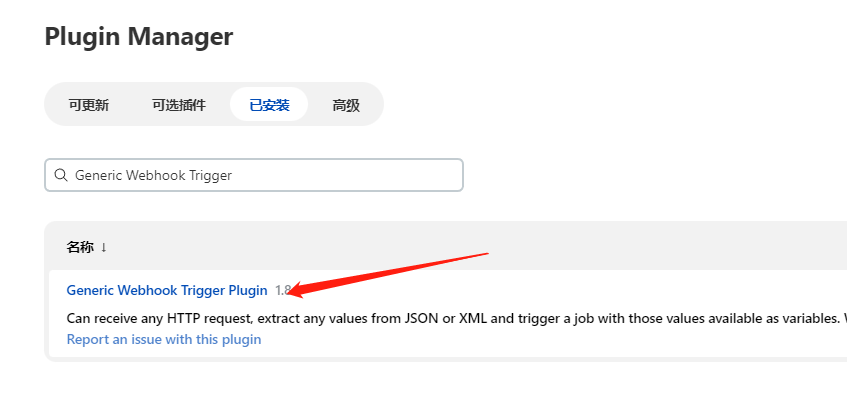 Plugin Manager
可更新 可选插件 已安装 高级
Generic Webhook Trigger
名称 ↓
Generic Webhook Trigger Plugin 1.8
Can receive any HTTP request, extract any values from JSON or XML and trigger a job with those values available as variables.
Report an issue with this plugin